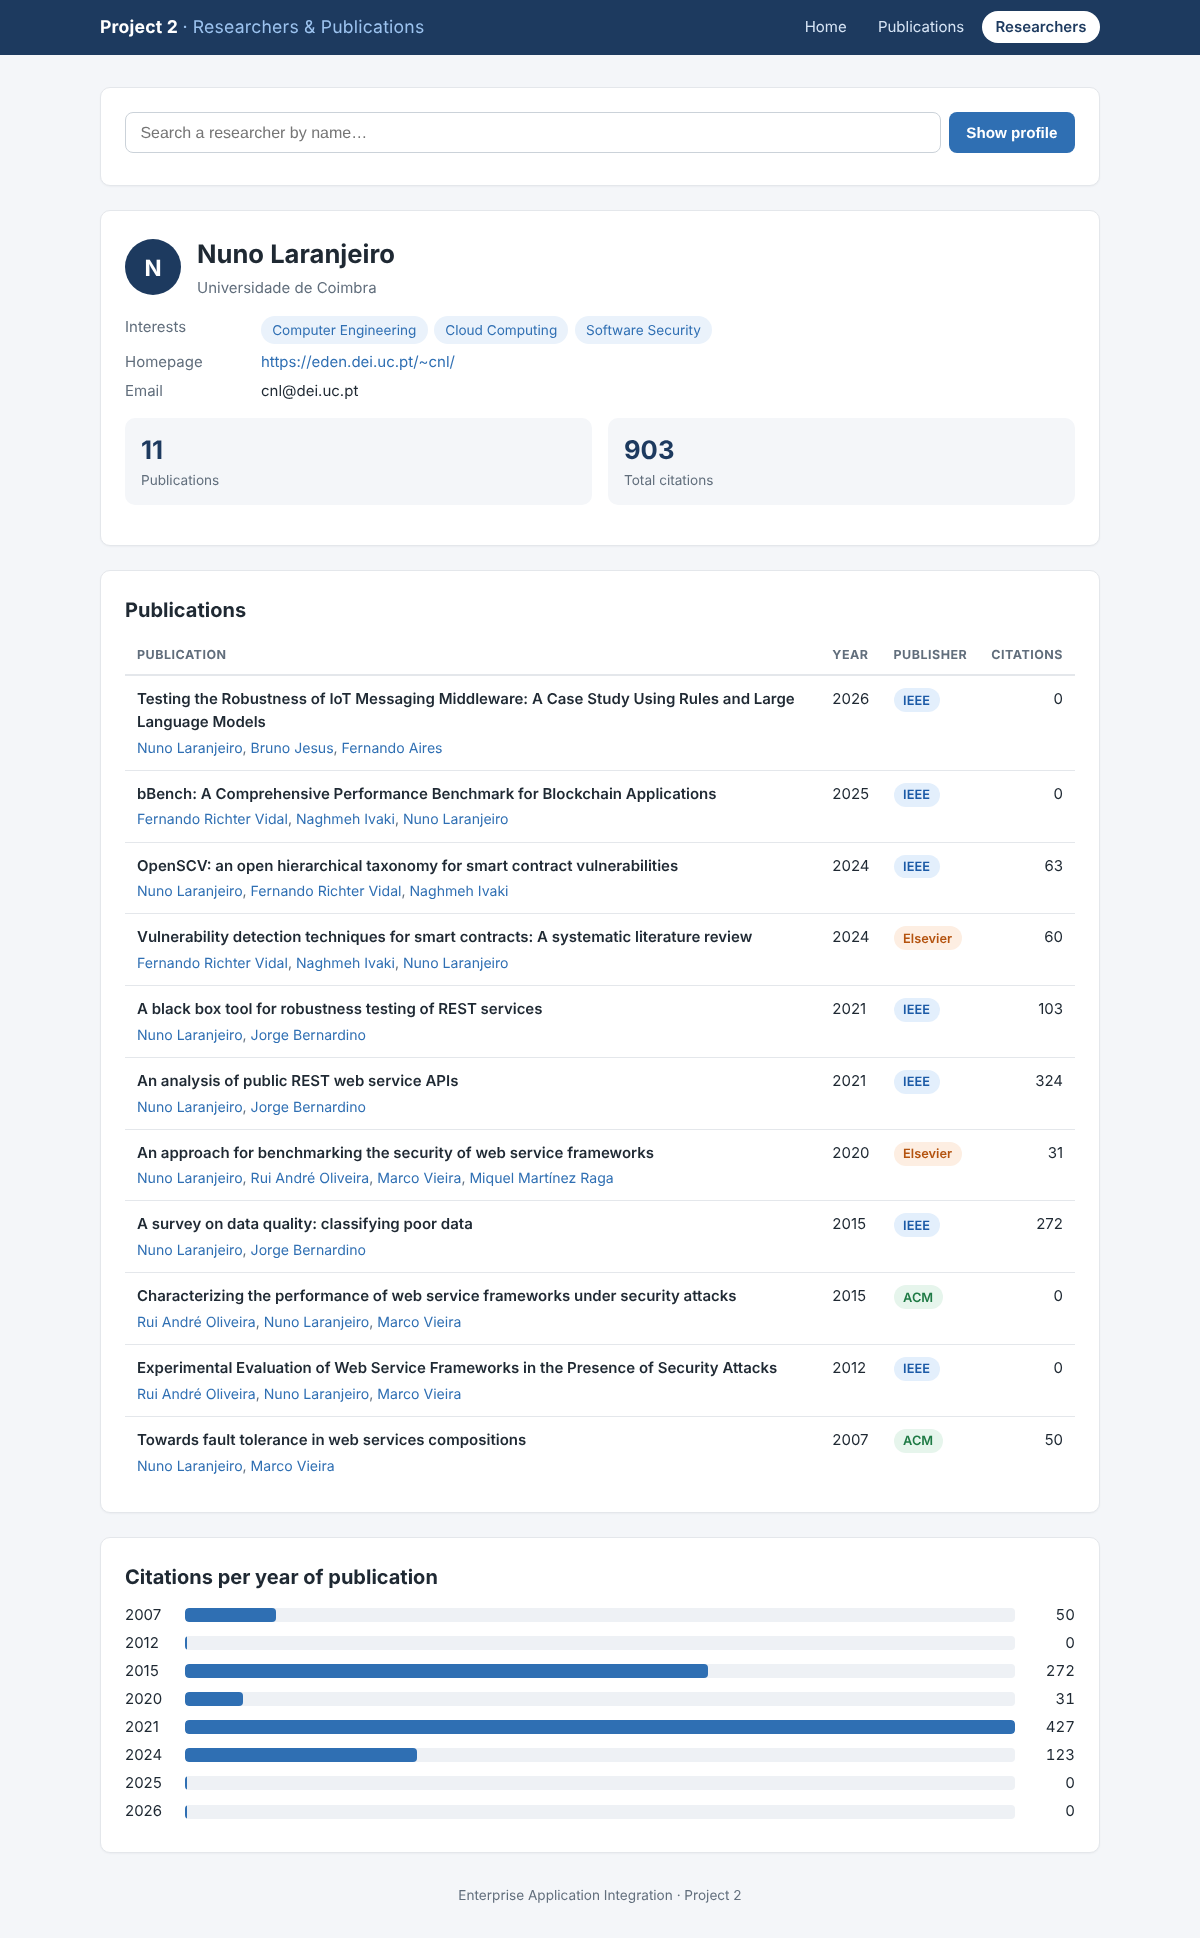 Project 2 · Researchers & Publications
Home
Publications
Researchers
Search a researcher by name...
Show profile
N
Nuno Laranjeiro
Universidade de Coimbra
Interests
Computer Engineering
Cloud Computing
Software Security
Homepage
https://eden.dei.uc.pt/~cnl/
Email
cnl@dei.uc.pt
11
Publications
903
Total citations
Publications
PUBLICATION YEAR PUBLISHER CITATIONS
Testing the Robustness of IoT Messaging Middleware: A Case Study Using Rules and Large 2026 IEEE 0
Language Models
Nuno Laranjeiro, Bruno Jesus, Fernando Aires
bBench: A Comprehensive Performance Benchmark for Blockchain Applications 2025 IEEE 0
Fernando Richter Vidal, Naghmeh Ivaki, Nuno Laranjeiro
OpenSCV: an open hierarchical taxonomy for smart contract vulnerabilities 2024 IEEE 63
Nuno Laranjeiro, Fernando Richter Vidal, Naghmeh Ivaki
Vulnerability detection techniques for smart contracts: A systematic literature review 2024 Elsevier 60
Fernando Richter Vidal, Naghmeh Ivaki, Nuno Laranjeiro
A black box tool for robustness testing of REST services 2021 IEEE 103
Nuno Laranjeiro, Jorge Bernardino
An analysis of public REST web service APIs 2021 IEEE 324
Nuno Laranjeiro, Jorge Bernardino
An approach for benchmarking the security of web service frameworks 2020 Elsevier 31
Nuno Laranjeiro, Rui André Oliveira, Marco Vieira, Miquel Martínez Raga
A survey on data quality: classifying poor data 2015 IEEE 272
Nuno Laranjeiro, Jorge Bernardino
Characterizing the performance of web service frameworks under security attacks 2015 ACM 0
Rui André Oliveira, Nuno Laranjeiro, Marco Vieira
Experimental Evaluation of Web Service Frameworks in the Presence of Security Attacks 2012 IEEE 0
Rui André Oliveira, Nuno Laranjeiro, Marco Vieira
Towards fault tolerance in web services compositions 2007 ACM 50
Nuno Laranjeiro, Marco Vieira
Citations per year of publication
2007 50
2012 0
2015 272
2020 31
2021 427
2024 123
2025 0
2026 0
Enterprise Application Integration · Project 2